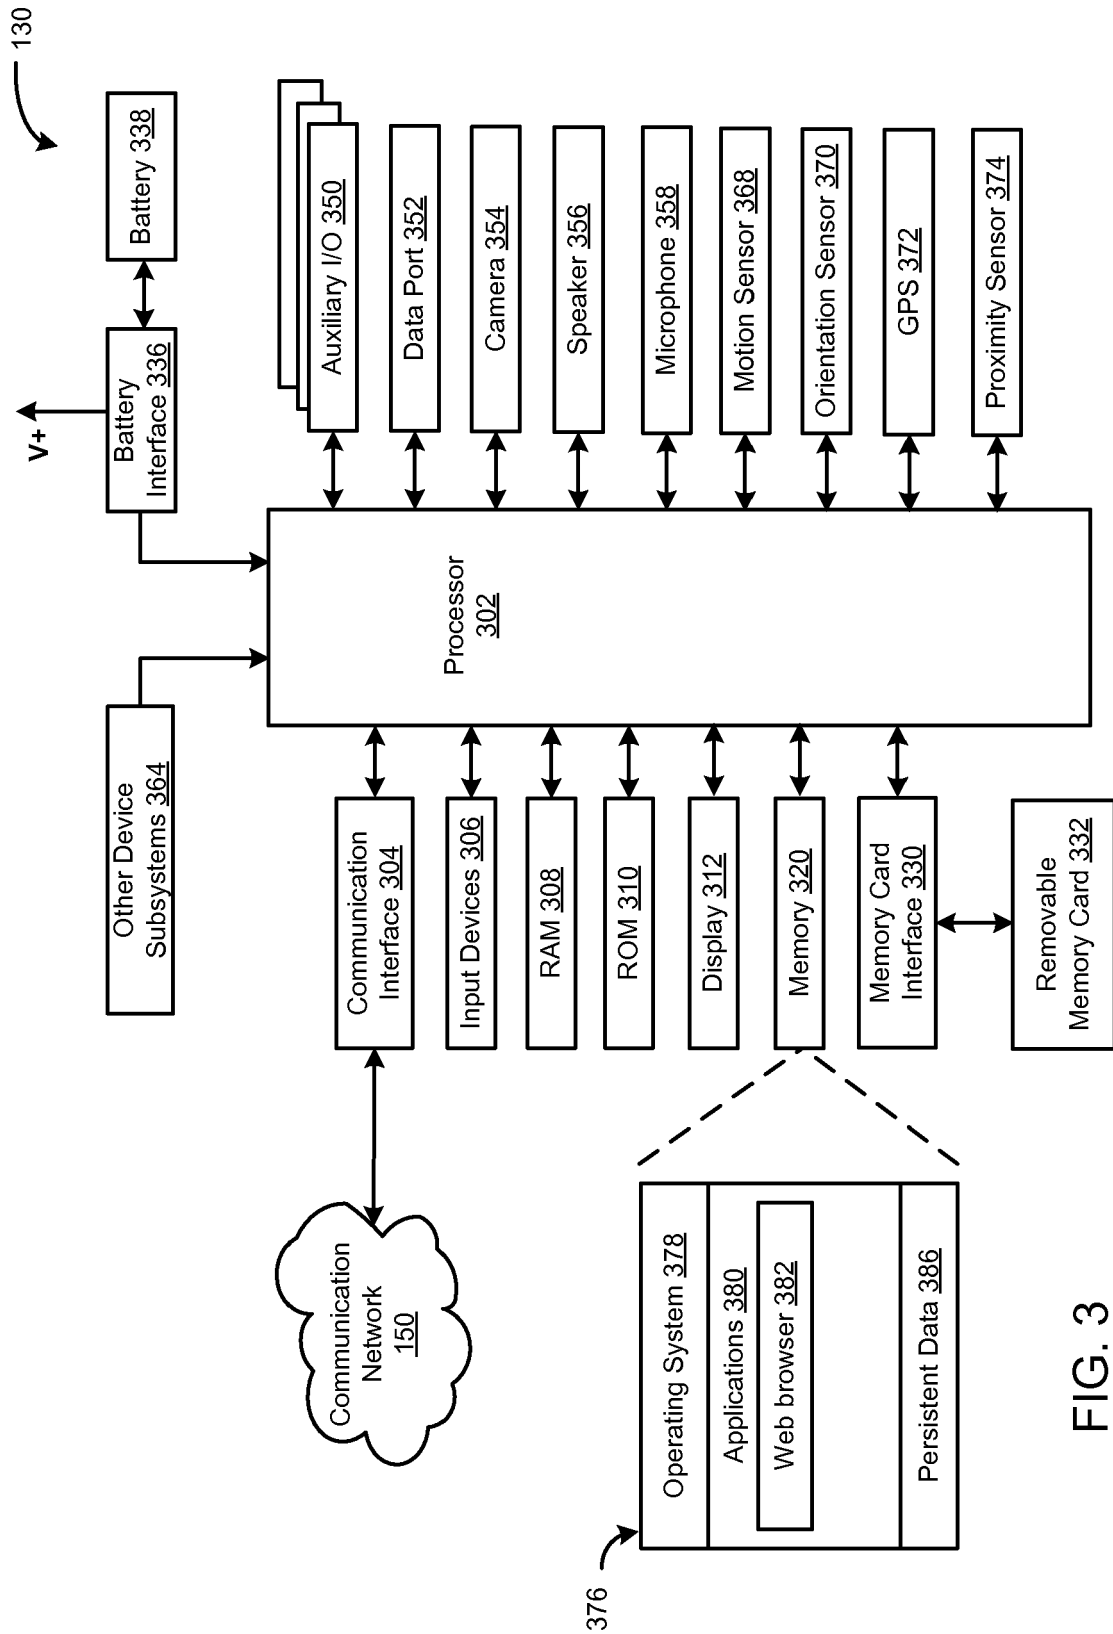 130
Other Device
Subsystems 364
V+
Battery
Interface 336
Battery 338
Communication
Network
150
Communication
Interface 304
Input Devices 306
RAM 308
ROM 310
Display 312
Memory 320
Memory Card
Interface 330
Removable
Memory Card 332
Processor
302
Auxiliary I/O 350
Data Port 352
Camera 354
Speaker 356
Microphone 358
Motion Sensor 368
Orientation Sensor 370
GPS 372
Proximity Sensor 374
376
Operating System 378
Applications 380
Web browser 382
Persistent Data 386
FIG. 3